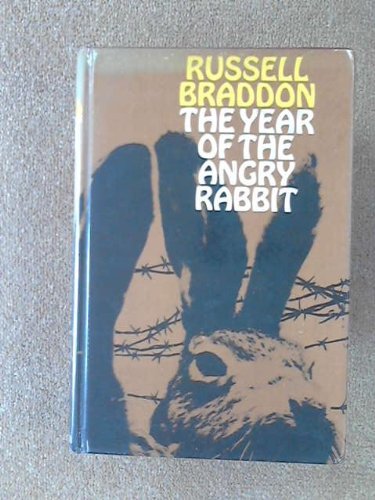 RUSSELL
BRADDON
THE YEAR
OF THE
ANGRY
RABBIT